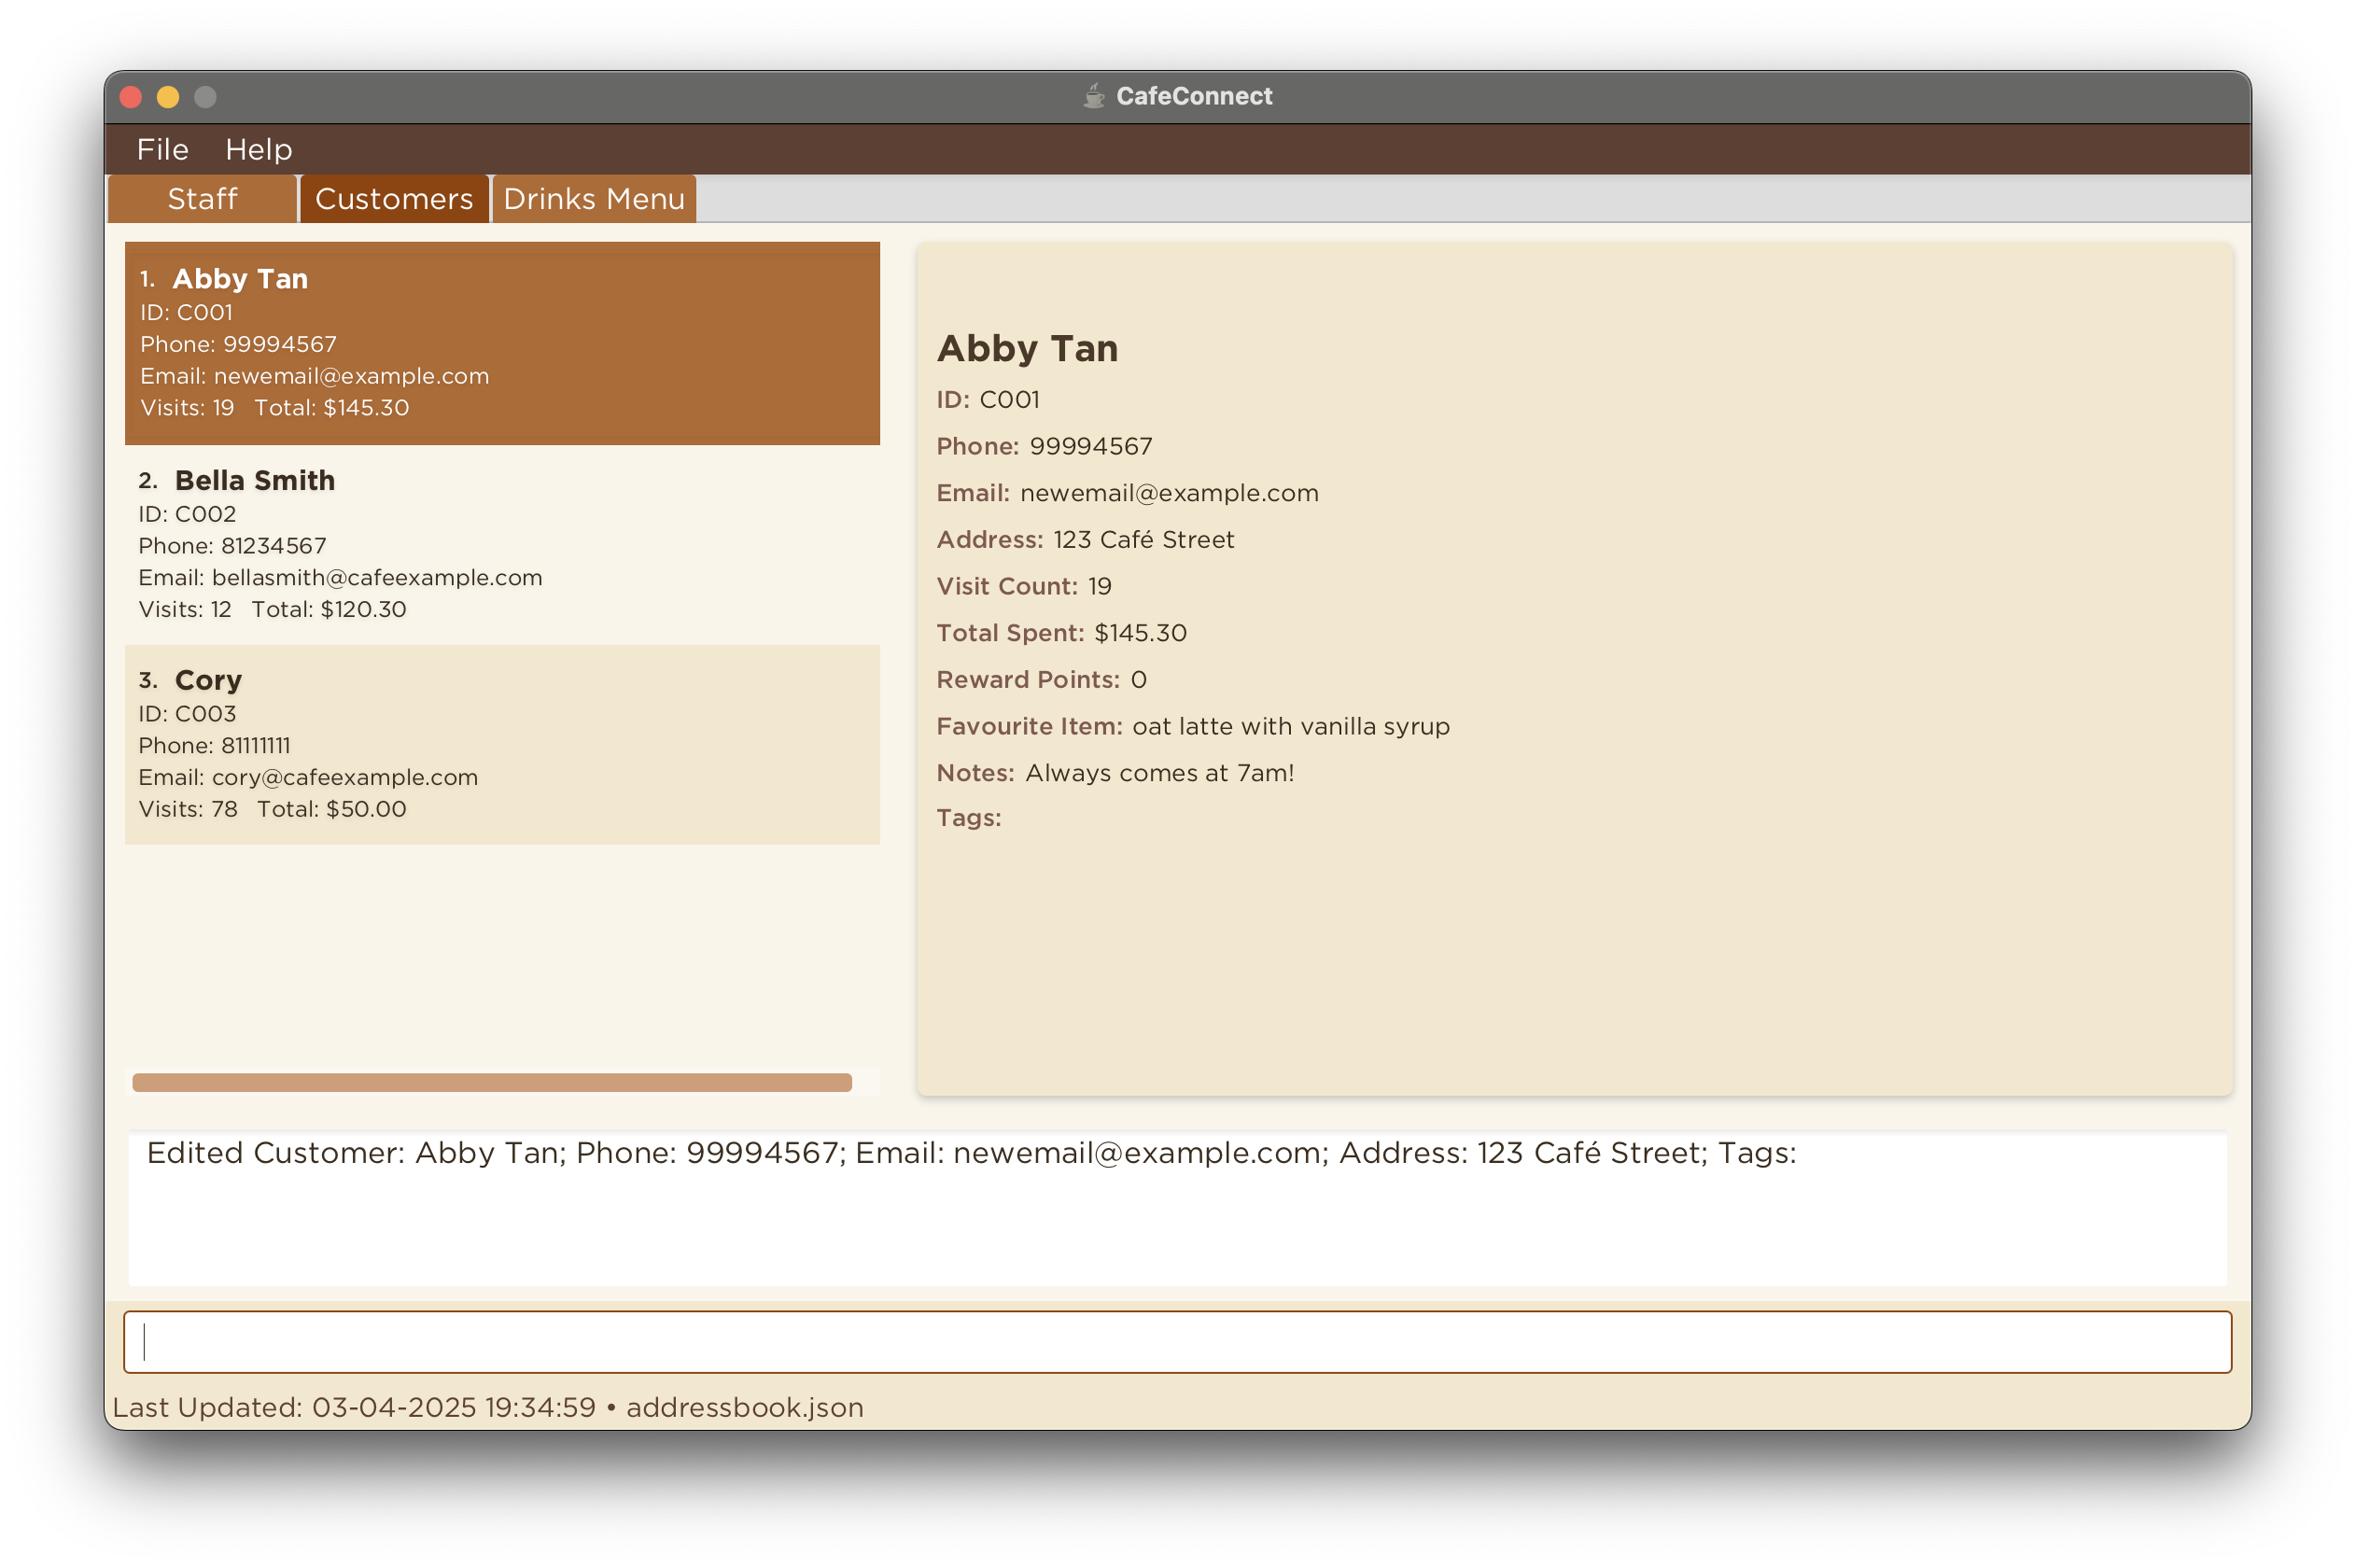 CafeConnect
File Help
Staff Customers Drinks Menu
1. Abby Tan
ID: C001
Phone: 99994567
Email: newemail@example.com
Visits: 19 Total: $145.30
2. Bella Smith
ID: C002
Phone: 81234567
Email: bellasmith@cafeexample.com
Visits: 12 Total: $120.30
3. Cory
ID: C003
Phone: 81111111
Email: cory@cafeexample.com
Visits: 78 Total: $50.00
Abby Tan
ID: C001
Phone: 99994567
Email: newemail@example.com
Address: 123 Café Street
Visit Count: 19
Total Spent: $145.30
Reward Points: 0
Favourite Item: oat latte with vanilla syrup
Notes: Always comes at 7am!
Tags:
Edited Customer: Abby Tan; Phone: 99994567; Email: newemail@example.com; Address: 123 Café Street; Tags:
Last Updated: 03-04-2025 19:34:59 • addressbook.json